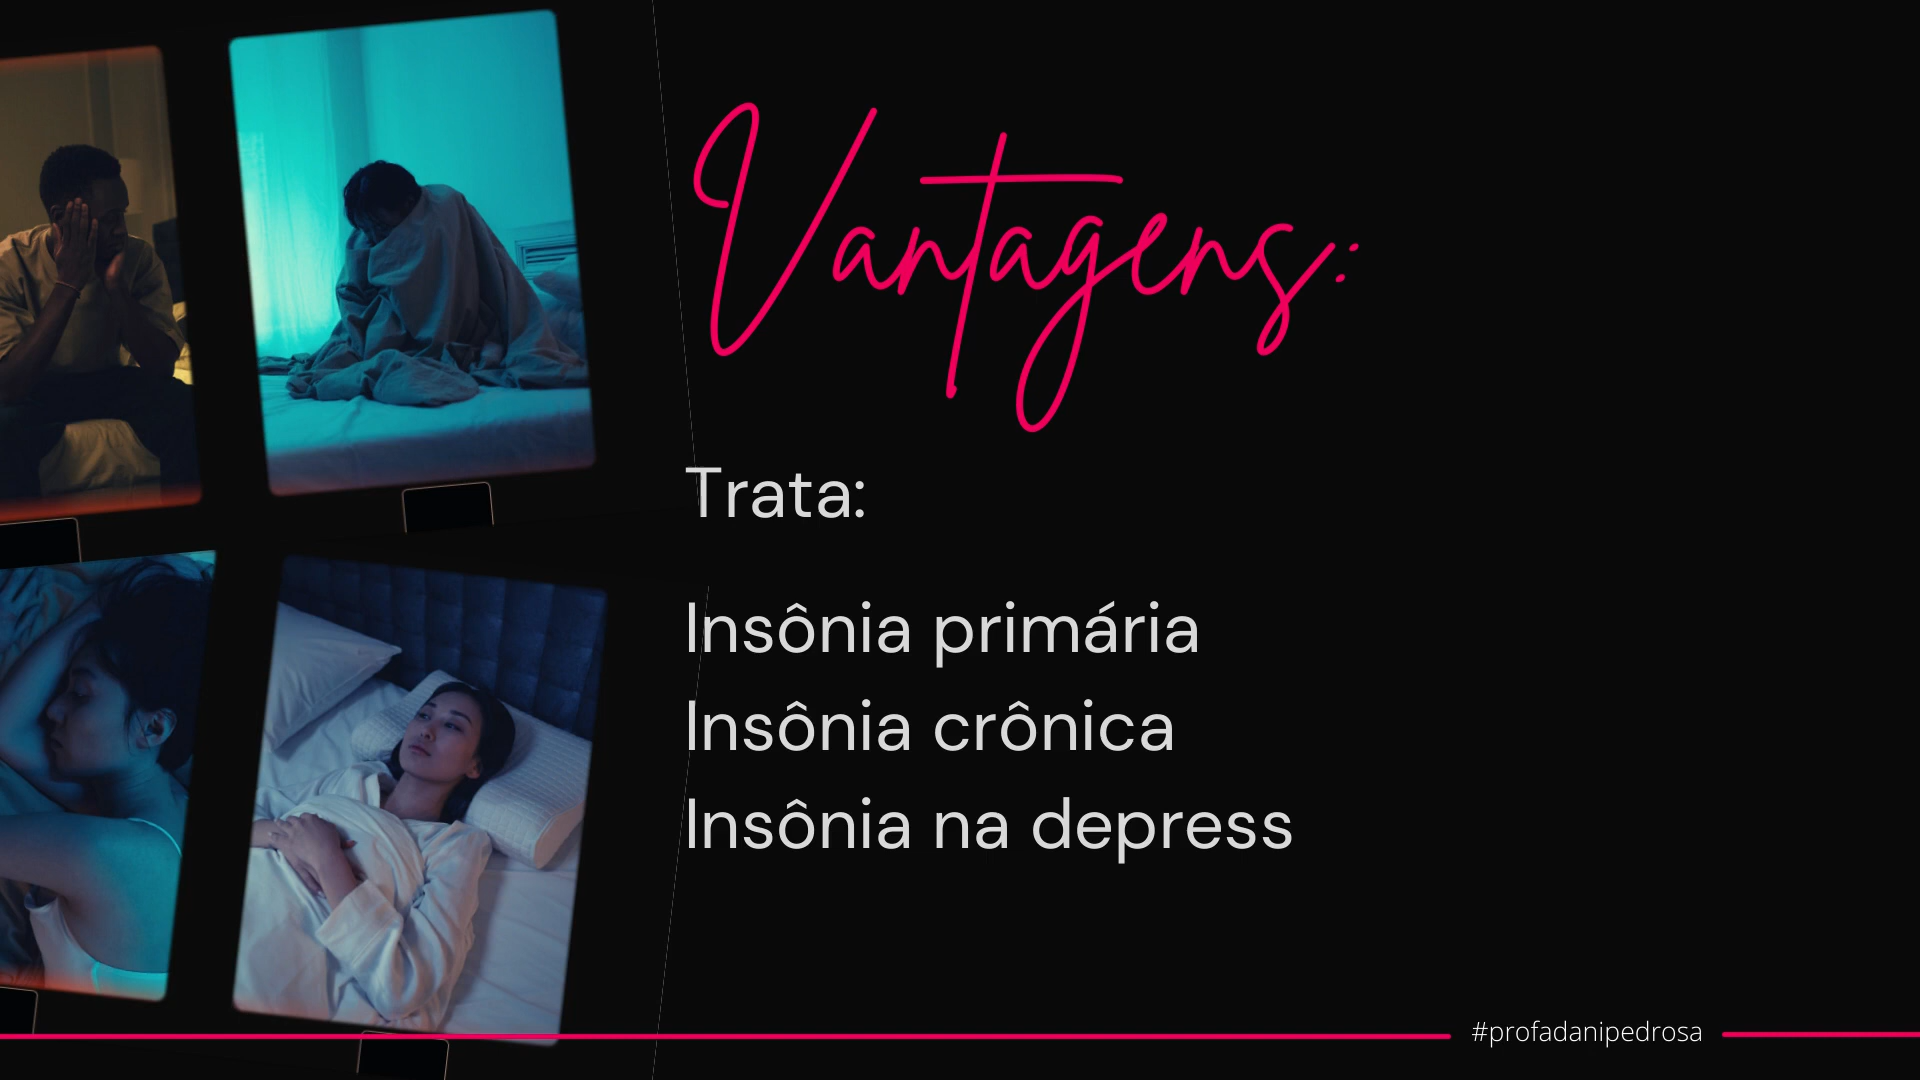 Vantagens:
Trata:
Insônia primária
Insônia crônica
Insônia na depress
#profadanipedrosa